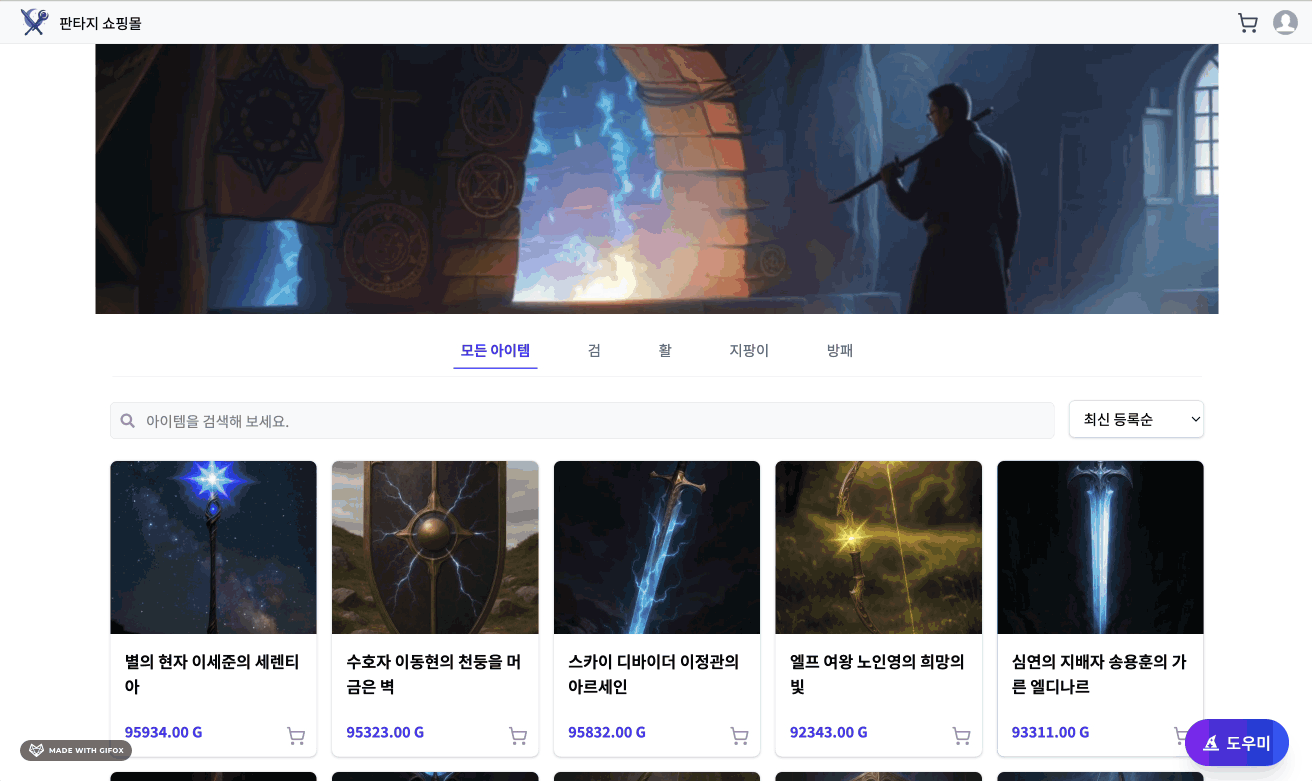 판타지 쇼핑몰
모든 아이템 검 활 지팡이 방패
아이템을 검색해 보세요.
최신 등록순
별의 현자 이세준의 세렌티
아
95934.00 G
수호자 이동현의 천둥을 머
금은 벽
95323.00 G
스카이 디바이더 이정관의
아르세인
95832.00 G
엘프 여왕 노인영의 희망의
빛
92343.00 G
심연의 지배자 송용훈의 가
른 엘디나르
93311.00 G
MADE WITH GIFOX
도우미